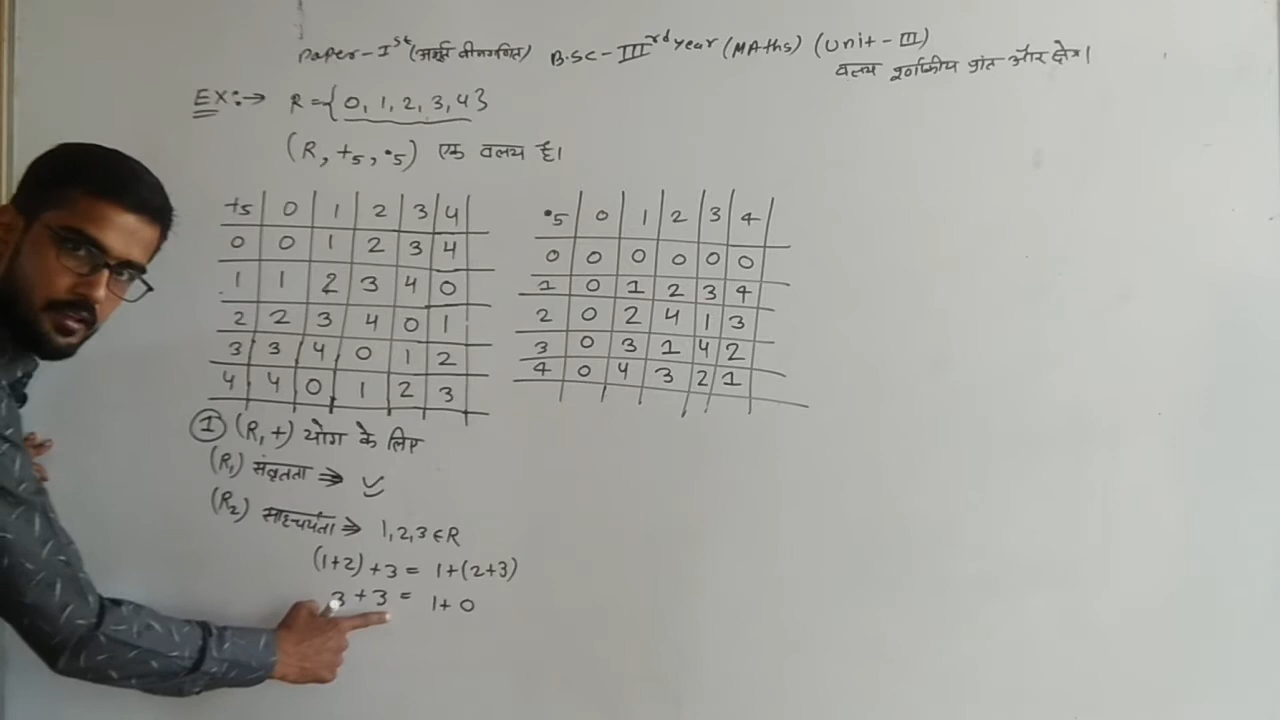 Paper-Ist (अमूर्त बीजगणित) B.SC-IIIrd year (MAths) (Unit-III)
वलय पूर्णांकीय प्रांत और क्षेत्र।
EX:→ R={0, 1, 2, 3, 4}
(R, +5, •5) एक वलय है।
+5 0 1 2 3 4
0 0 1 2 3 4
1 1 2 3 4 0
2 2 3 4 0 1
3 3 4 0 1 2
4 4 0 1 2 3
•5 0 1 2 3 4
0 0 0 0 0 0
1 0 1 2 3 4
2 0 2 4 1 3
3 0 3 1 4 2
4 0 4 3 2 1
① (R,+) योग के लिए
(R1) संवृतता ⇒
(R2) साहचर्यता ⇒ 1,2,3∈R
(1+2)+3 = 1+(2+3)
3+3 = 1+0